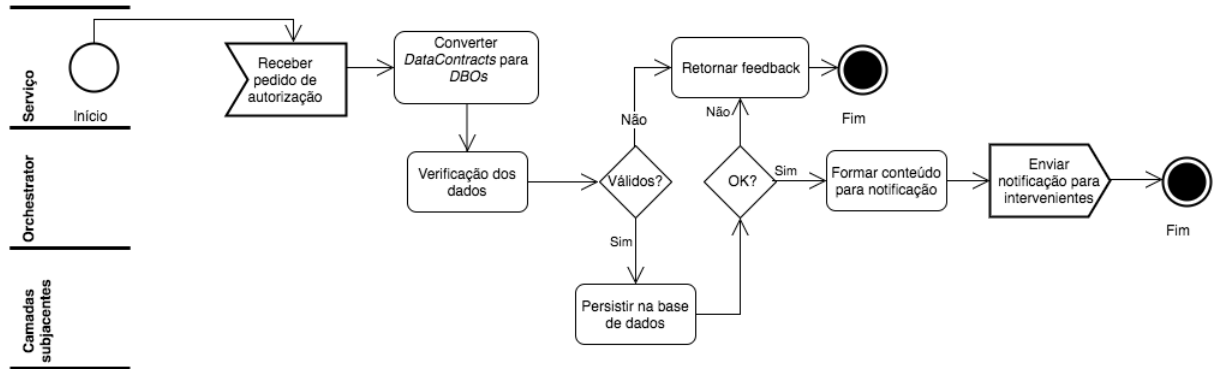 Serviço
Início
Receber
pedido de
autorização
Converter
DataContracts para
DBOs
Retornar feedback
Fim
Não
Não
Orchestrator
Verificação dos
dados
Válidos?
OK?
Sim
Formar conteúdo
para notificação
Enviar
notificação para
intervenientes
Fim
Sim
Camadas
subjacentes
Persistir na base
de dados